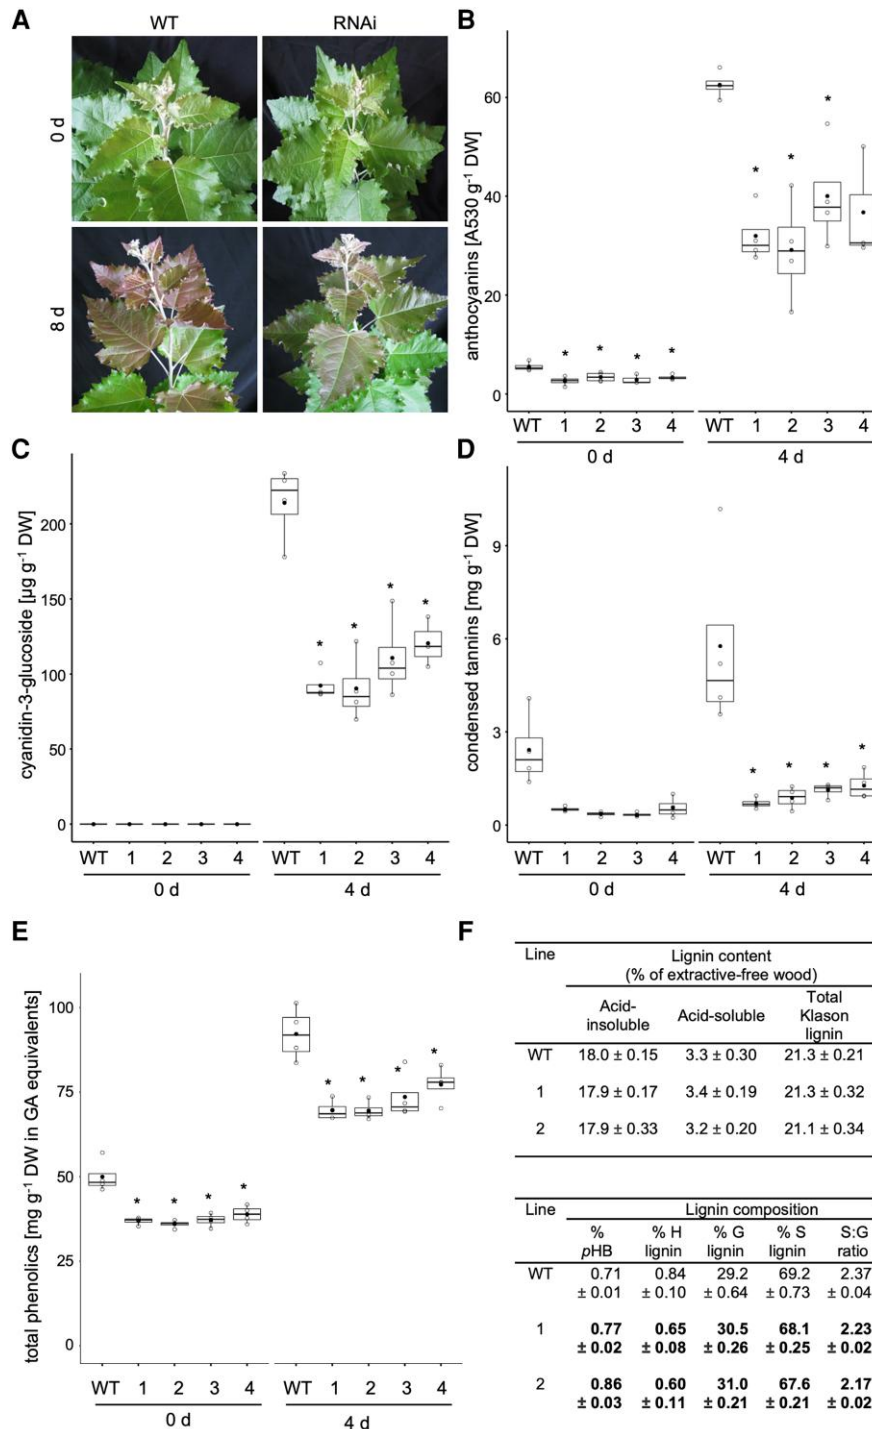 A
WT RNAi
0 d
8 d
B
anthocyanins [A530 g⁻¹ DW]
60
40
20
0
* * * * * * *
WT 1 2 3 4 WT 1 2 3 4
0 d 4 d
C
cyanidin-3-glucoside [µg g⁻¹ DW]
200
150
100
50
0
* * * *
WT 1 2 3 4 WT 1 2 3 4
0 d 4 d
D
condensed tannins [mg g⁻¹ DW]
9
6
3
0
* * * *
WT 1 2 3 4 WT 1 2 3 4
0 d 4 d
E
total phenolics [mg g⁻¹ DW in GA equivalents]
100
75
50
25
0
* * * * * * * *
WT 1 2 3 4 WT 1 2 3 4
0 d 4 d
F
Line Lignin content
(% of extractive-free wood)
Acid-insoluble Acid-soluble Total Klason lignin
WT 18.0 ± 0.15 3.3 ± 0.30 21.3 ± 0.21
1 17.9 ± 0.17 3.4 ± 0.19 21.3 ± 0.32
2 17.9 ± 0.33 3.2 ± 0.20 21.1 ± 0.34
Line Lignin composition
% % H % G % S S:G
pHB lignin lignin lignin ratio
WT 0.71 0.84 29.2 69.2 2.37
± 0.01 ± 0.10 ± 0.64 ± 0.73 ± 0.04
1 0.77 0.65 30.5 68.1 2.23
± 0.02 ± 0.08 ± 0.26 ± 0.25 ± 0.02
2 0.86 0.60 31.0 67.6 2.17
± 0.03 ± 0.11 ± 0.21 ± 0.21 ± 0.02